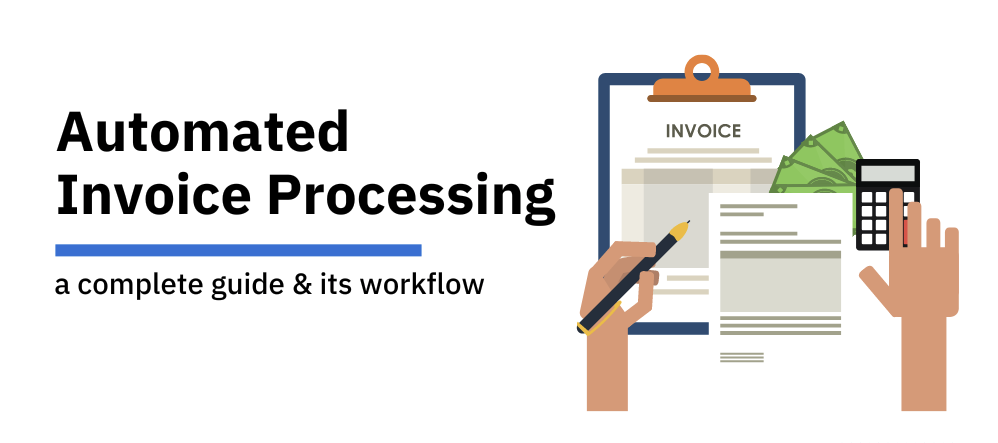 Automated
Invoice Processing
a complete guide & its workflow
INVOICE